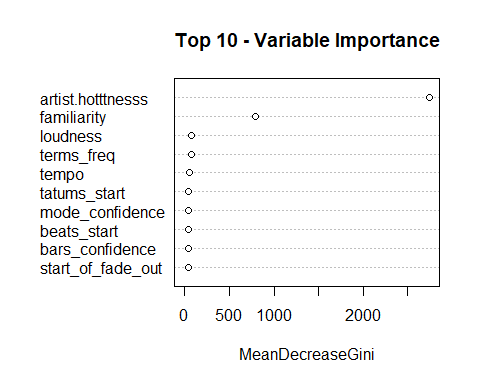 Top 10 - Variable Importance
artist.hotttnesss
familiarity
loudness
terms_freq
tempo
tatums_start
mode_confidence
beats_start
bars_confidence
start_of_fade_out
0 500 1000 2000
MeanDecreaseGini